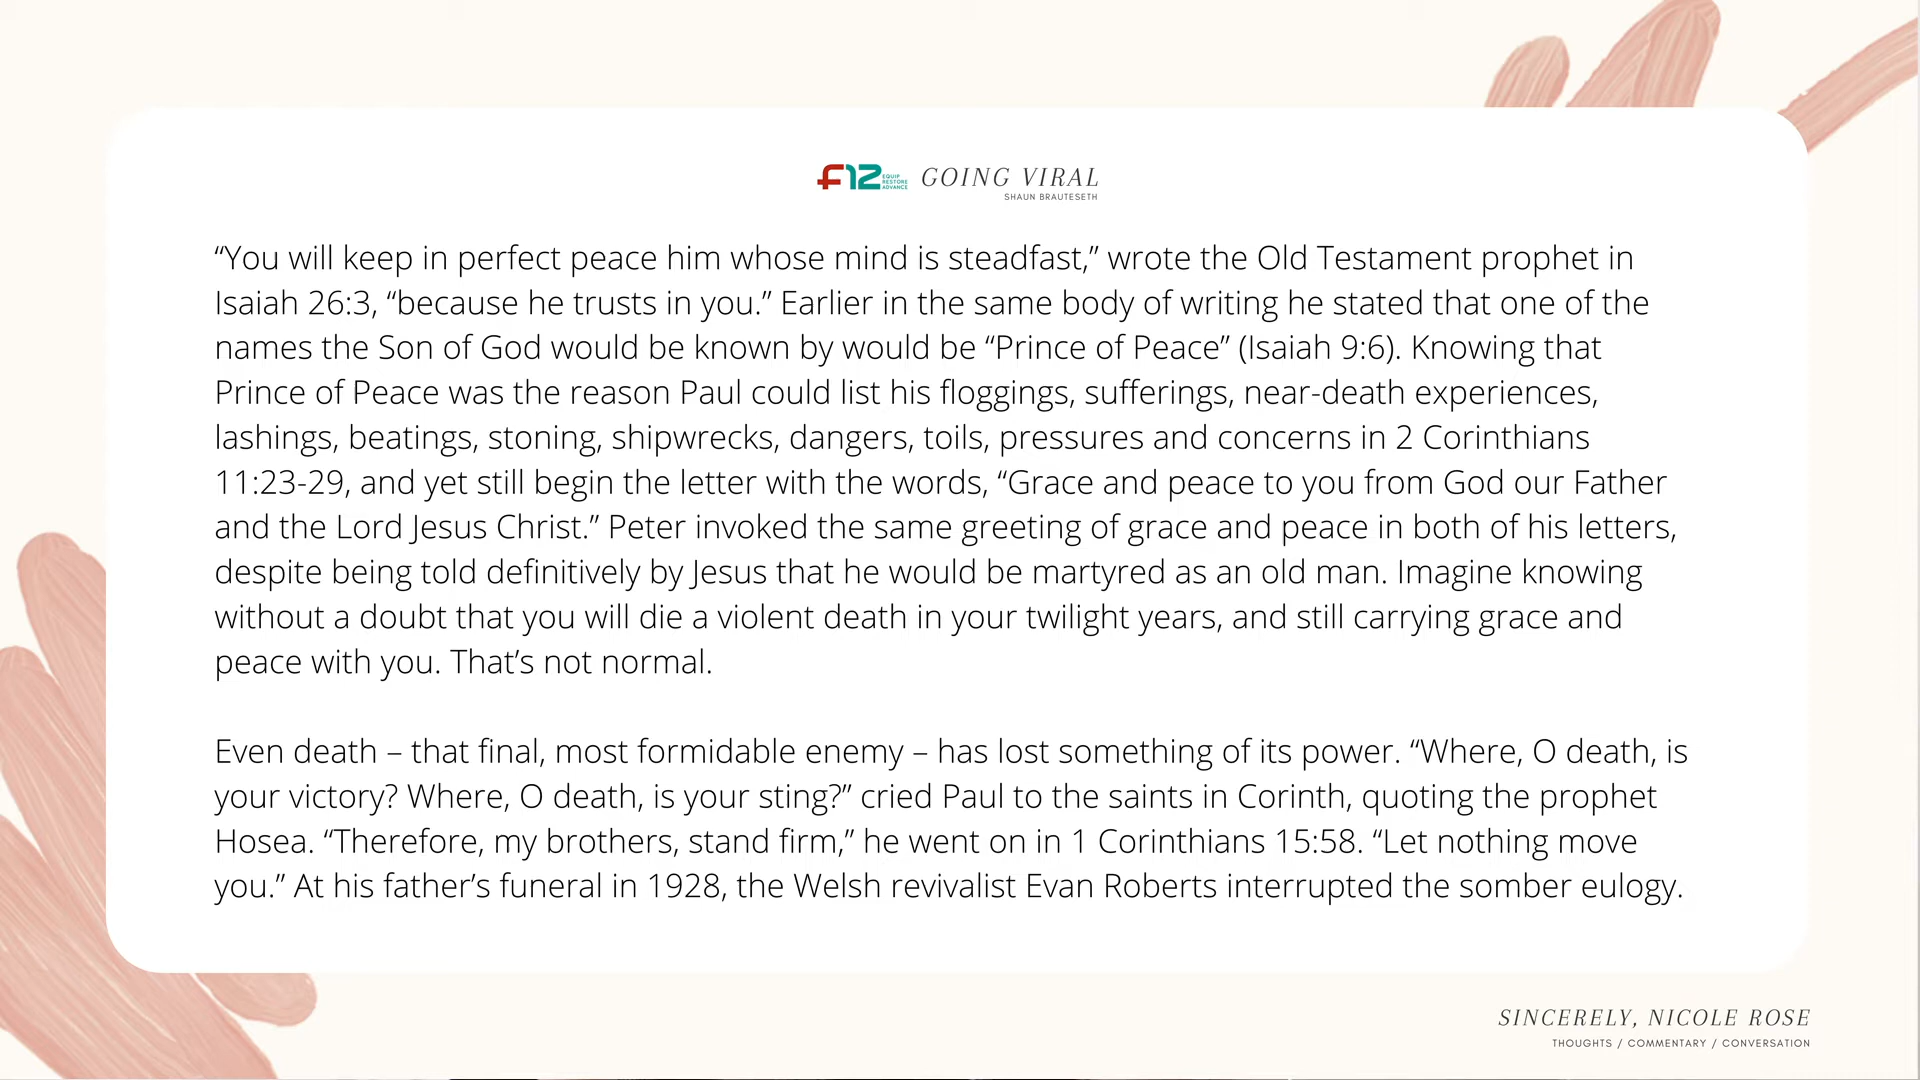 F12 EQUIP RESTORE ADVANCE GOING VIRAL
SHAUN BRAUTESETH
“You will keep in perfect peace him whose mind is steadfast,” wrote the Old Testament prophet in
Isaiah 26:3, “because he trusts in you.” Earlier in the same body of writing he stated that one of the
names the Son of God would be known by would be “Prince of Peace” (Isaiah 9:6). Knowing that
Prince of Peace was the reason Paul could list his floggings, sufferings, near-death experiences,
lashings, beatings, stoning, shipwrecks, dangers, toils, pressures and concerns in 2 Corinthians
11:23-29, and yet still begin the letter with the words, “Grace and peace to you from God our Father
and the Lord Jesus Christ.” Peter invoked the same greeting of grace and peace in both of his letters,
despite being told definitively by Jesus that he would be martyred as an old man. Imagine knowing
without a doubt that you will die a violent death in your twilight years, and still carrying grace and
peace with you. That’s not normal.
Even death – that final, most formidable enemy – has lost something of its power. “Where, O death, is
your victory? Where, O death, is your sting?” cried Paul to the saints in Corinth, quoting the prophet
Hosea. “Therefore, my brothers, stand firm,” he went on in 1 Corinthians 15:58. “Let nothing move
you.” At his father’s funeral in 1928, the Welsh revivalist Evan Roberts interrupted the somber eulogy.
SINCERELY, NICOLE ROSE
THOUGHTS / COMMENTARY / CONVERSATION